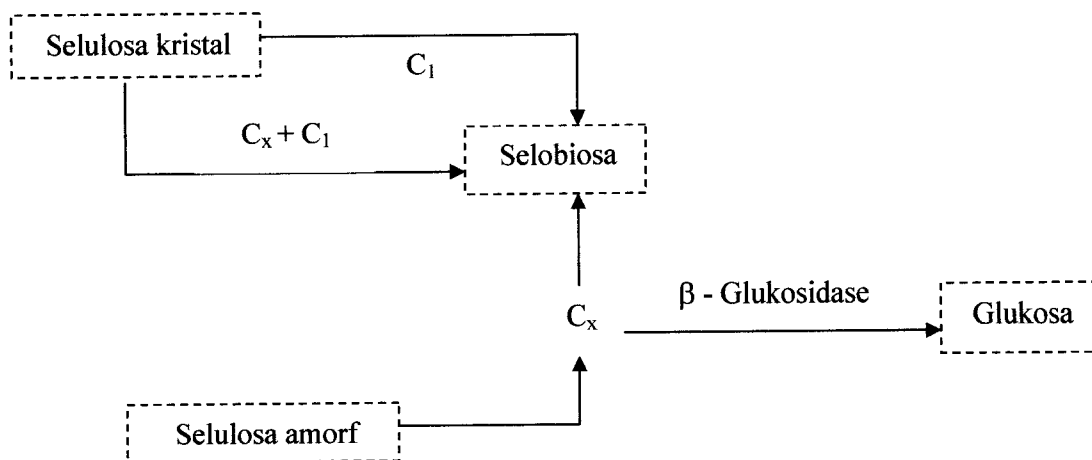 Selulosa kristal
C₁
Cₓ + C₁
Selobiosa
β - Glukosidase
Cₓ
Glukosa
Selulosa amorf